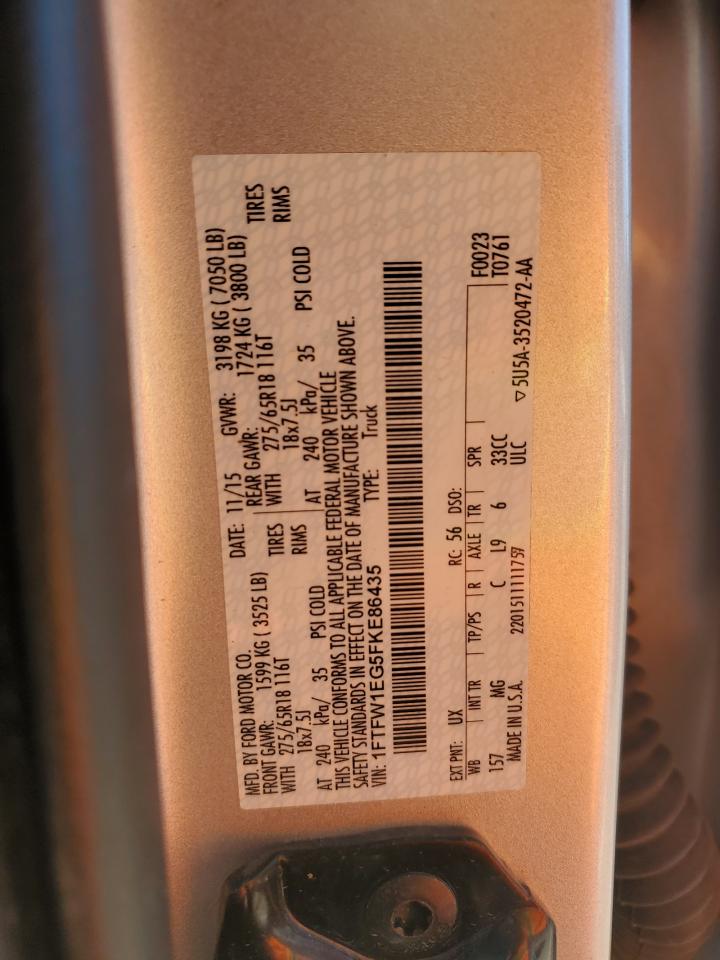 MFD. BY FORD MOTOR CO.
DATE: 11/15 GVWR: 3198 KG ( 7050 LB)
FRONT GAWR: 1599 KG ( 3525 LB) REAR GAWR: 1724 KG ( 3800 LB)
WITH 275/65R18 116T TIRES WITH 275/65R18 116T TIRES
18x7.5J RIMS 18x7.5J RIMS
AT 240 kPa/ 35 PSI COLD AT 240 kPa/ 35 PSI COLD
THIS VEHICLE CONFORMS TO ALL APPLICABLE FEDERAL MOTOR VEHICLE
SAFETY STANDARDS IN EFFECT ON THE DATE OF MANUFACTURE SHOWN ABOVE.
VIN: 1FTFW1EG5FKE86435 TYPE: Truck
EXT PNT: UX RC: 56 DSO:
WB INT TR TP/PS R AXLE TR SPR F0023
157 MG C L9 6 33CC T0761
MADE IN U.S.A. 2201511111757 ULC
▽5U5A-3520472-AA